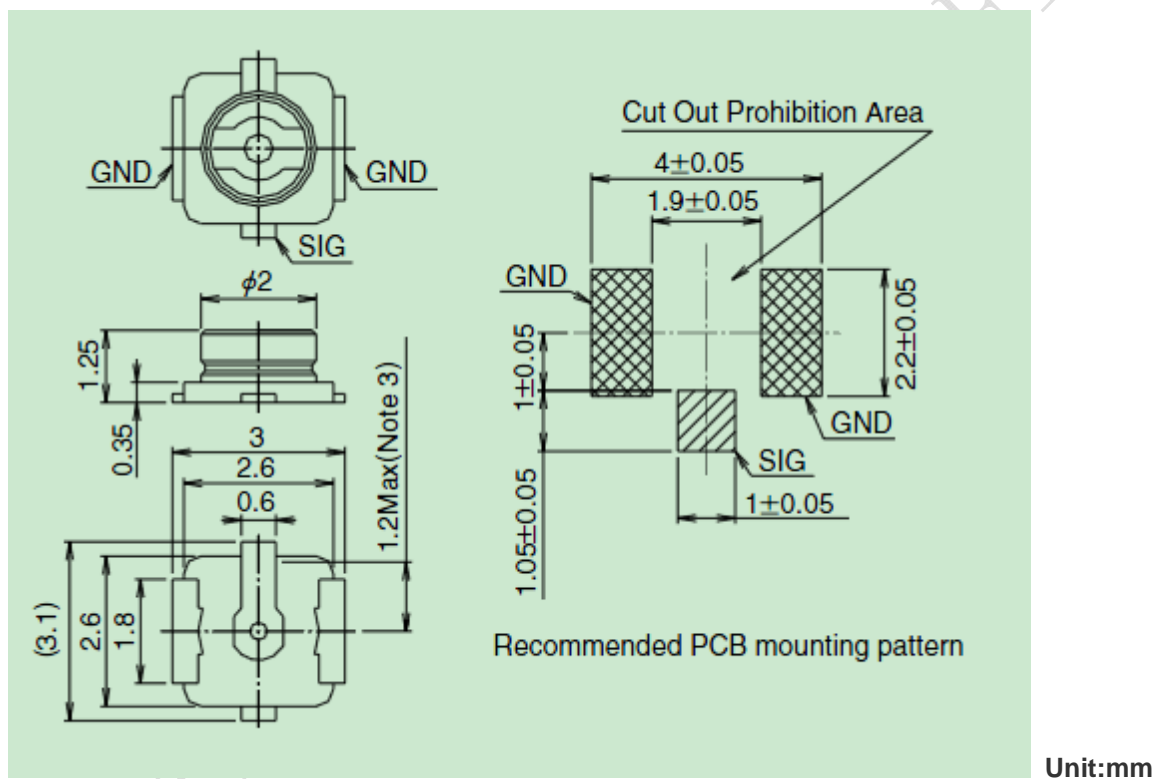 GND
GND
SIG
ϕ2
1.25
0.35
3
2.6
0.6
1.2Max(Note 3)
(3.1)
2.6
1.8
Cut Out Prohibition Area
4±0.05
1.9±0.05
GND
1±0.05
2.2±0.05
GND
SIG
1.05±0.05
1±0.05
Recommended PCB mounting pattern
Unit:mm